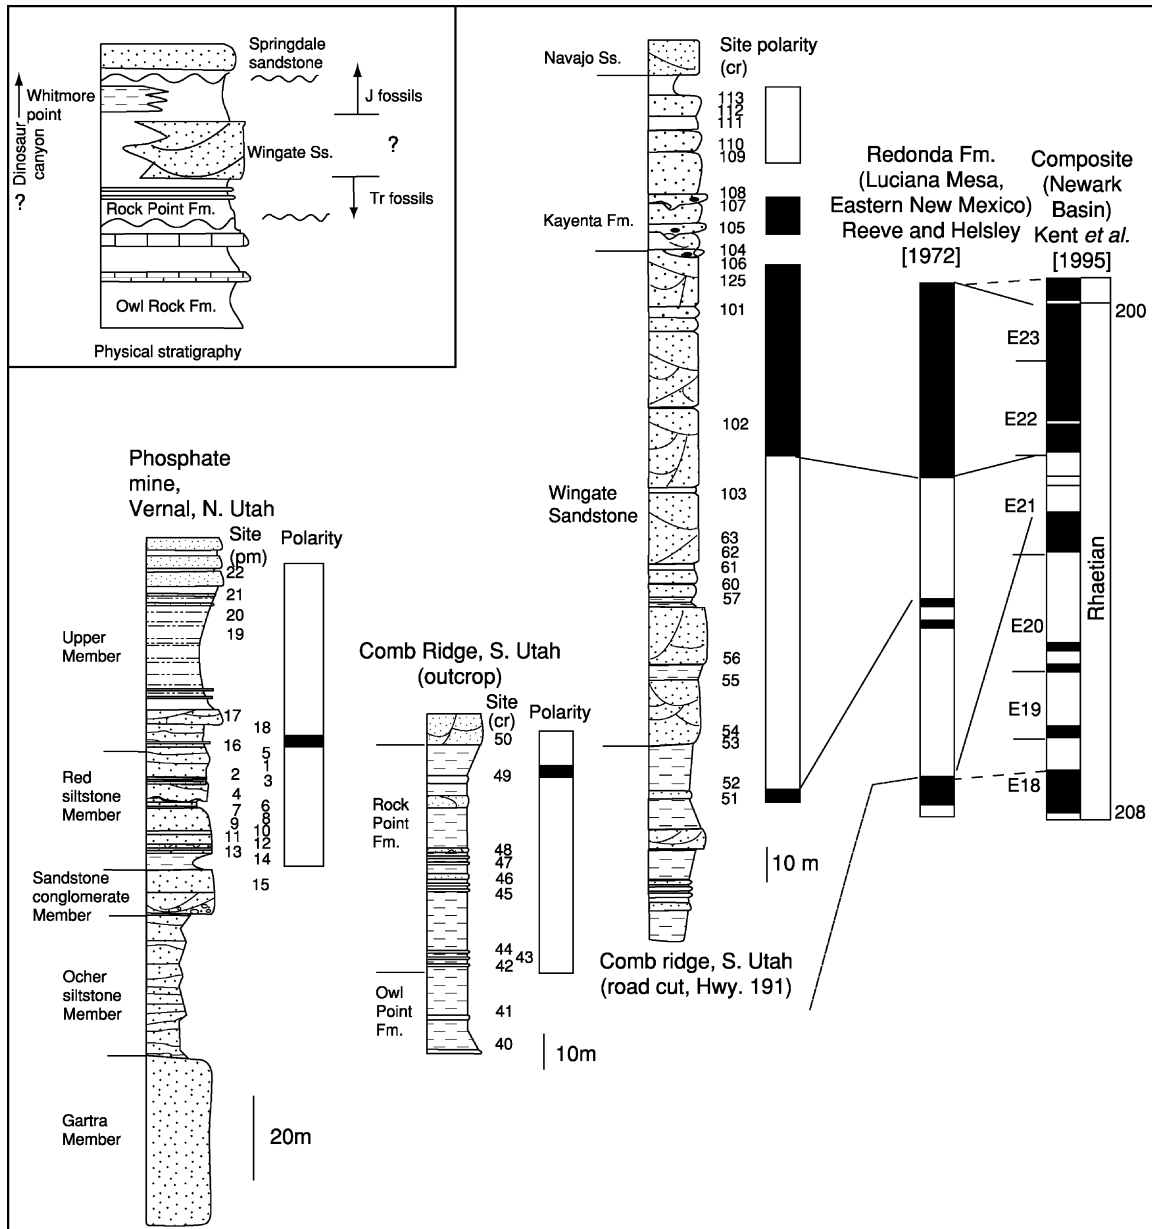 Springdale
sandstone
Whitmore
point
J fossils
Dinosaur
canyon
?
Wingate Ss.
?
Tr fossils
Rock Point Fm.
Owl Rock Fm.
Physical stratigraphy
Phosphate
mine,
Vernal, N. Utah
Site
(pm)
Polarity
22
21
20
19
17
18
16
5
1
2
3
4
7
6
8
9
10
11
12
13
14
15
Upper
Member
Red
siltstone
Member
Sandstone
conglomerate
Member
Ocher
siltstone
Member
Gartra
Member
20m
Comb Ridge, S. Utah
(outcrop)
Site
(cr)
Polarity
50
49
48
47
46
45
44
43
42
41
40
Rock
Point
Fm.
Owl
Point
Fm.
10m
Navajo Ss.
Kayenta Fm.
Wingate
Sandstone
Site polarity
(cr)
113
112
111
110
109
108
107
105
104
106
125
101
102
103
63
62
61
60
57
56
55
54
53
52
51
10 m
Comb ridge, S. Utah
(road cut, Hwy. 191)
Redonda Fm.
(Luciana Mesa,
Eastern New Mexico)
Reeve and Helsley
[1972]
Composite
(Newark
Basin)
Kent et al.
[1995]
200
E23
E22
E21
E20
E19
E18
Rhaetian
208